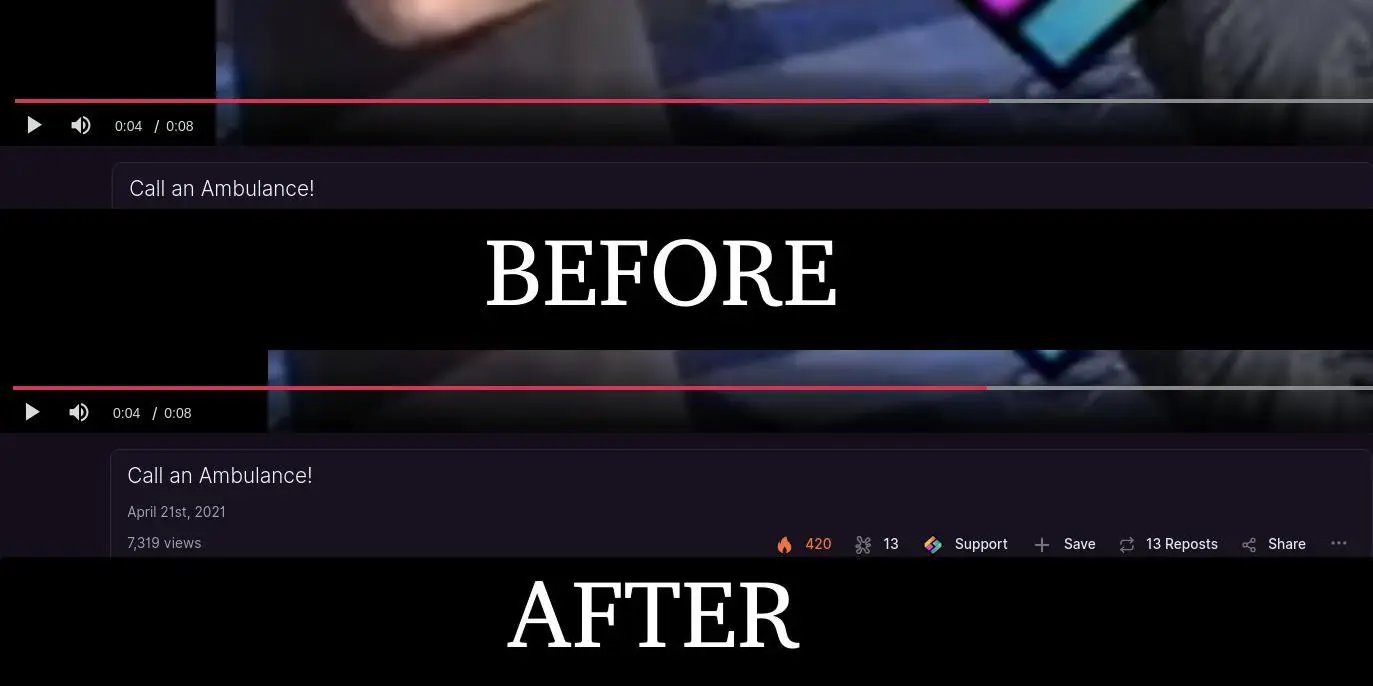 0:04 / 0:08
Call an Ambulance!
BEFORE
0:04 / 0:08
Call an Ambulance!
April 21st, 2021
7,319 views 420 13 Support Save 13 Reposts Share
AFTER